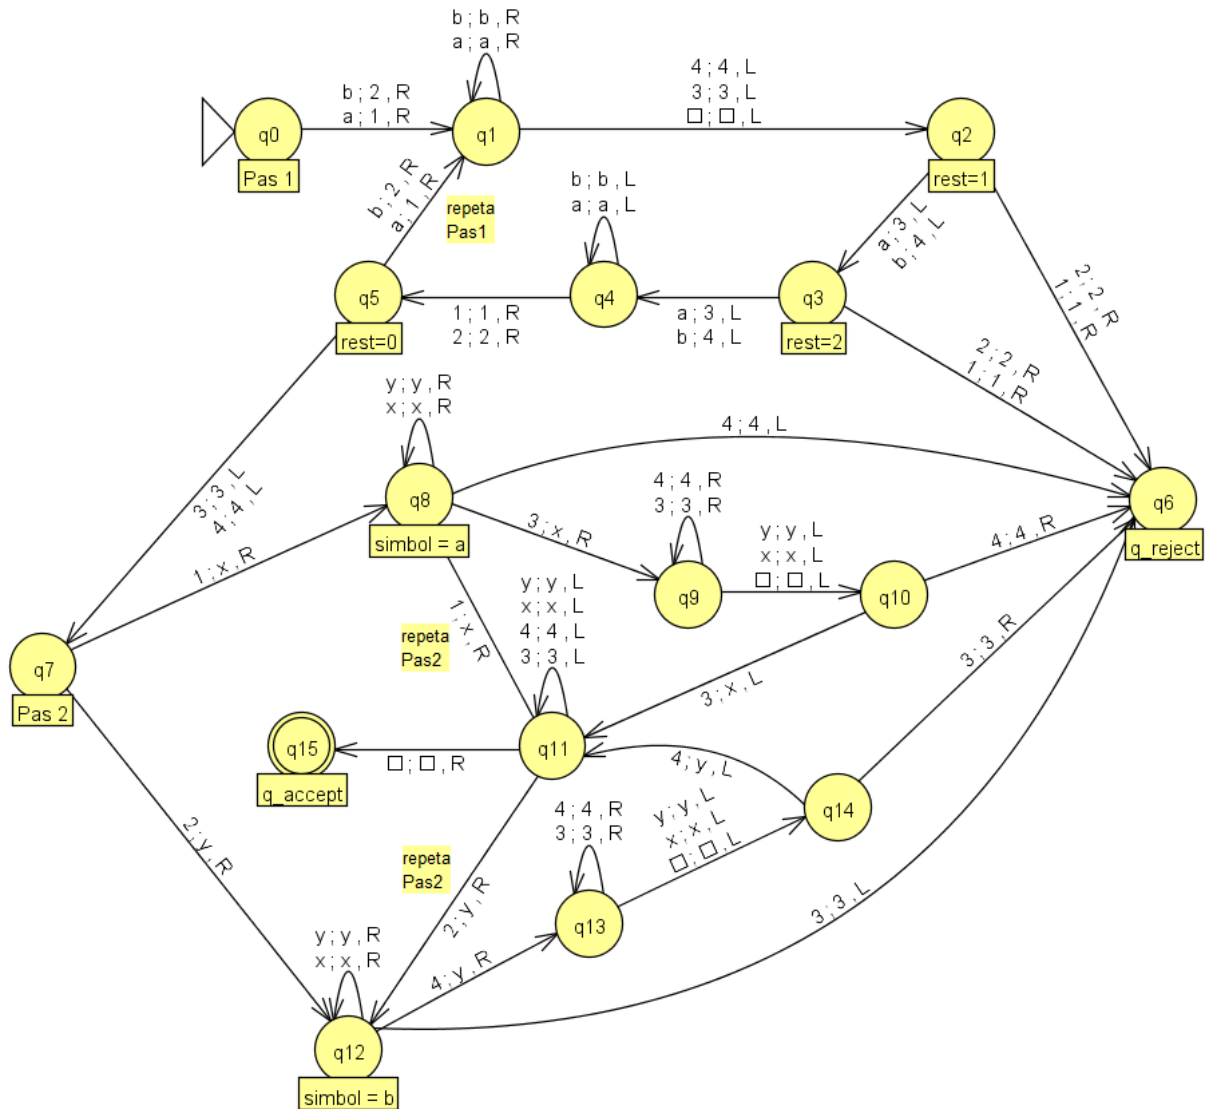 b ; b , R
a ; a , R
b ; 2 , R
a ; 1 , R
4 ; 4 , L
3 ; 3 , L
□ ; □ , L
q0
Pas 1
q1
q2
rest=1
b ; 2 , R
a ; 1 , R
repeta
Pas1
b ; b , L
a ; a , L
a ; 3 , L
b ; 4 , L
2 ; 2 , R
1 ; 1 , R
q5
rest=0
1 ; 1 , R
2 ; 2 , R
q4
a ; 3 , L
b ; 4 , L
q3
rest=2
2 ; 2 , R
1 ; 1 , R
y ; y , R
x ; x , R
4 ; 4 , L
3 ; 3 , L
4 ; 4 , L
q8
simbol = a
3 ; x , R
4 ; 4 , R
3 ; 3 , R
y ; y , L
x ; x , L
□ ; □ , L
4 ; 4 , R
q6
q_reject
1 ; x , R
q9
q10
1 ; x , R
y ; y , L
x ; x , L
4 ; 4 , L
3 ; 3 , L
repeta
Pas2
3 ; x , L
3 ; 3 , R
q7
Pas 2
q15
q_accept
□ ; □ , R
q11
4 ; y , L
q14
2 ; y , R
repeta
Pas2
2 ; y , R
4 ; 4 , R
3 ; 3 , R
y ; y , L
x ; x , L
□ ; □ , L
q13
3 ; 3 , L
y ; y , R
x ; x , R
4 ; y , R
q12
simbol = b